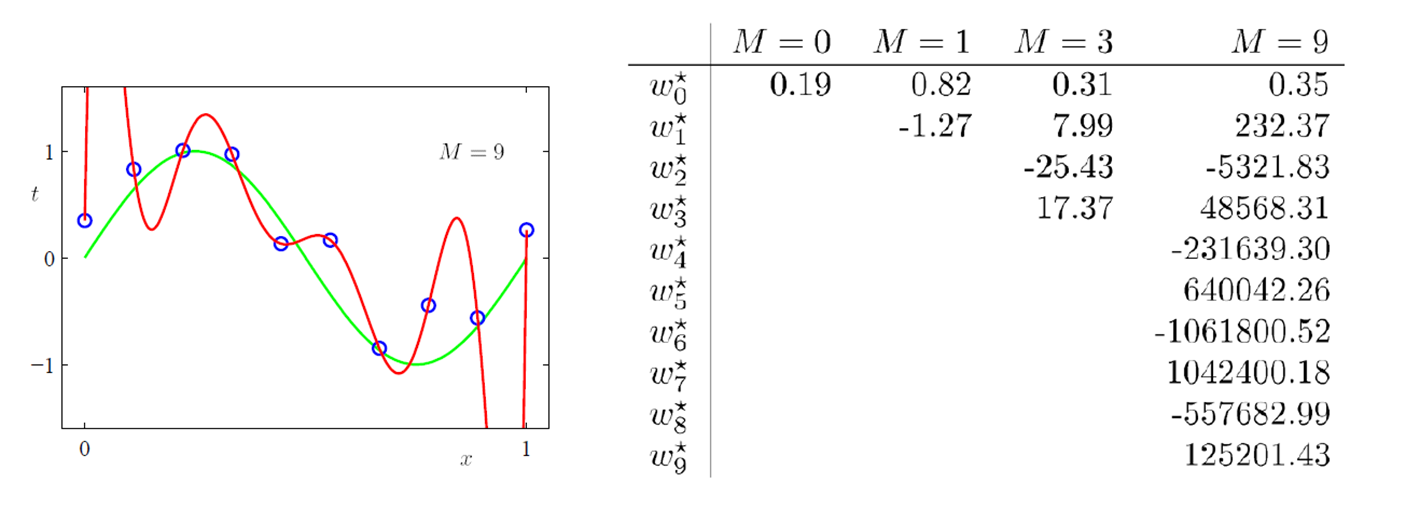 1
0
−1
t
M = 9
0
x
1
M = 0 M = 1 M = 3 M = 9
w₀⋆ 0.19 0.82 0.31 0.35
w₁⋆ -1.27 7.99 232.37
w₂⋆ -25.43 -5321.83
w₃⋆ 17.37 48568.31
w₄⋆ -231639.30
w₅⋆ 640042.26
w₆⋆ -1061800.52
w₇⋆ 1042400.18
w₈⋆ -557682.99
w₉⋆ 125201.43